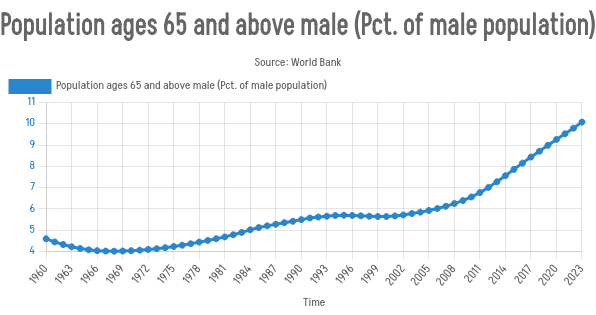 Population ages 65 and above male (Pct. of male population)
Source: World Bank
Population ages 65 and above male (Pct. of male population)
11
10
9
8
7
6
5
4
1960 1963 1966 1969 1972 1975 1978 1981 1984 1987 1990 1993 1996 1999 2002 2005 2008 2011 2014 2017 2020 2023
Time